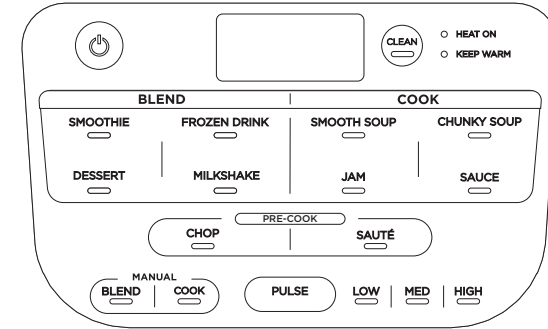 CLEAN
HEAT ON
KEEP WARM
BLEND COOK
SMOOTHIE FROZEN DRINK SMOOTH SOUP CHUNKY SOUP
DESSERT MILKSHAKE JAM SAUCE
PRE-COOK
CHOP SAUTÉ
MANUAL
BLEND COOK PULSE LOW MED HIGH